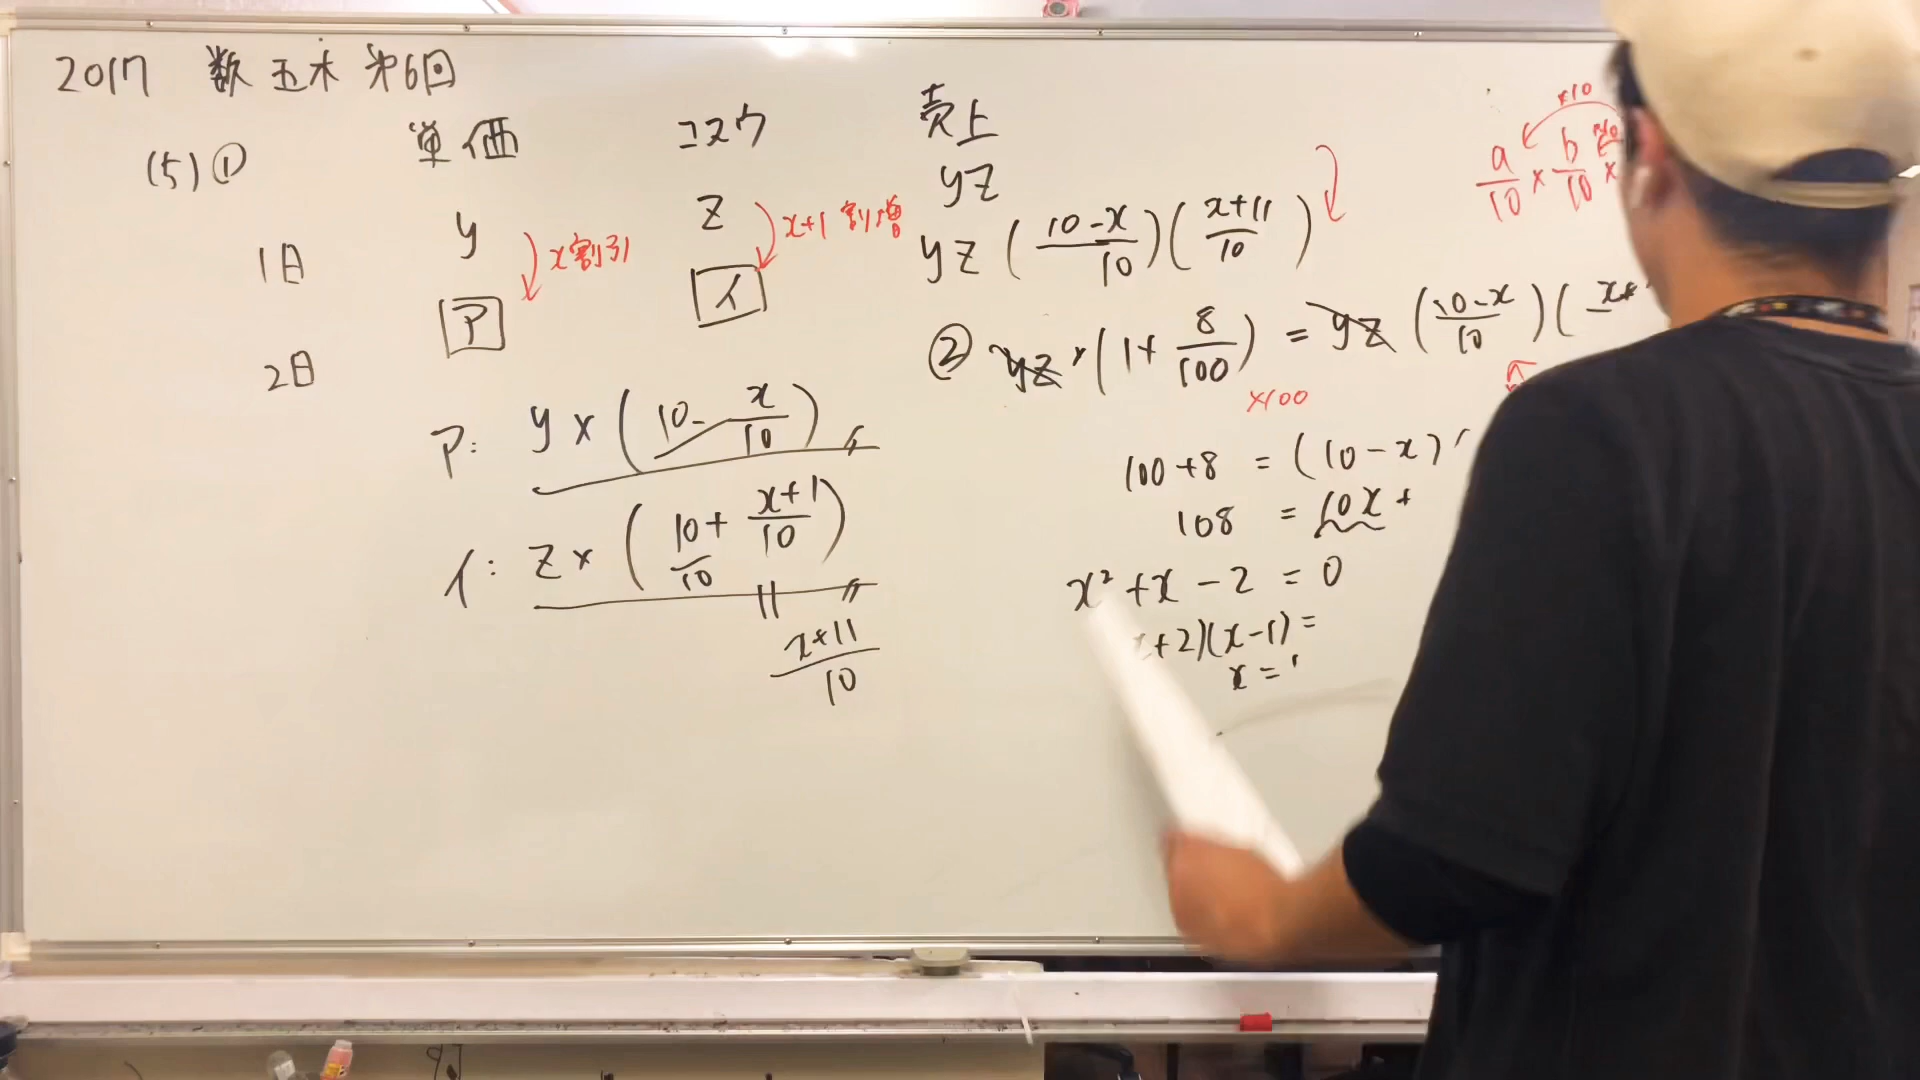 2017 数 五木 第6回
(5) ①
単価
コスウ
売上
1日
y
x割引
z
x+1 割増
yz
2日
ア
イ
yz (10-x/10)(x+11/10)
ア: y × (10-x/10)
イ: z × (10/10 + x+1/10)
x+11/10
② yz × (1+ 8/100) = yz (10-x/10)(x+
×100
100+8 = (10-x)
108 = 10x+
x² +x -2 = 0
x+2)(x-1) =
x =
×10
a/10 × b/10 ×